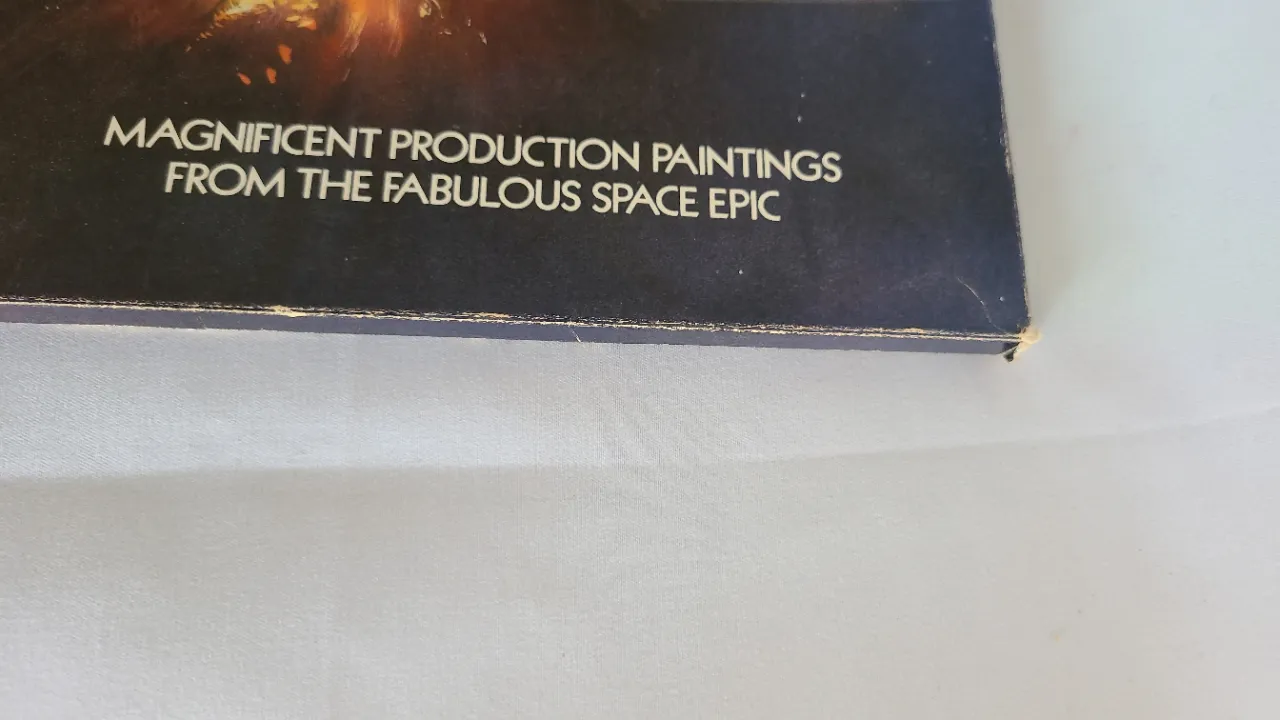 MAGNIFICENT PRODUCTION PAINTINGS
FROM THE FABULOUS SPACE EPIC